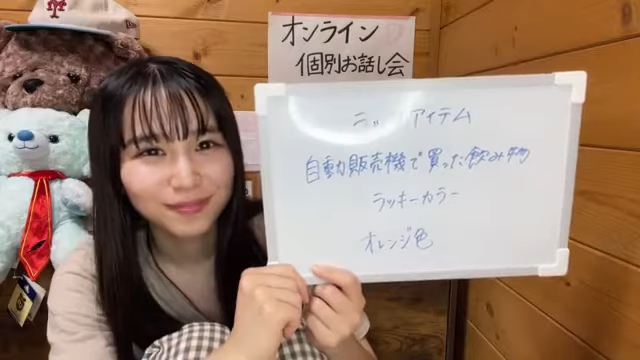 オンライン
個別お話し会
アイテム
自動販売機で買った飲み物
ラッキーカラー
オレンジ色